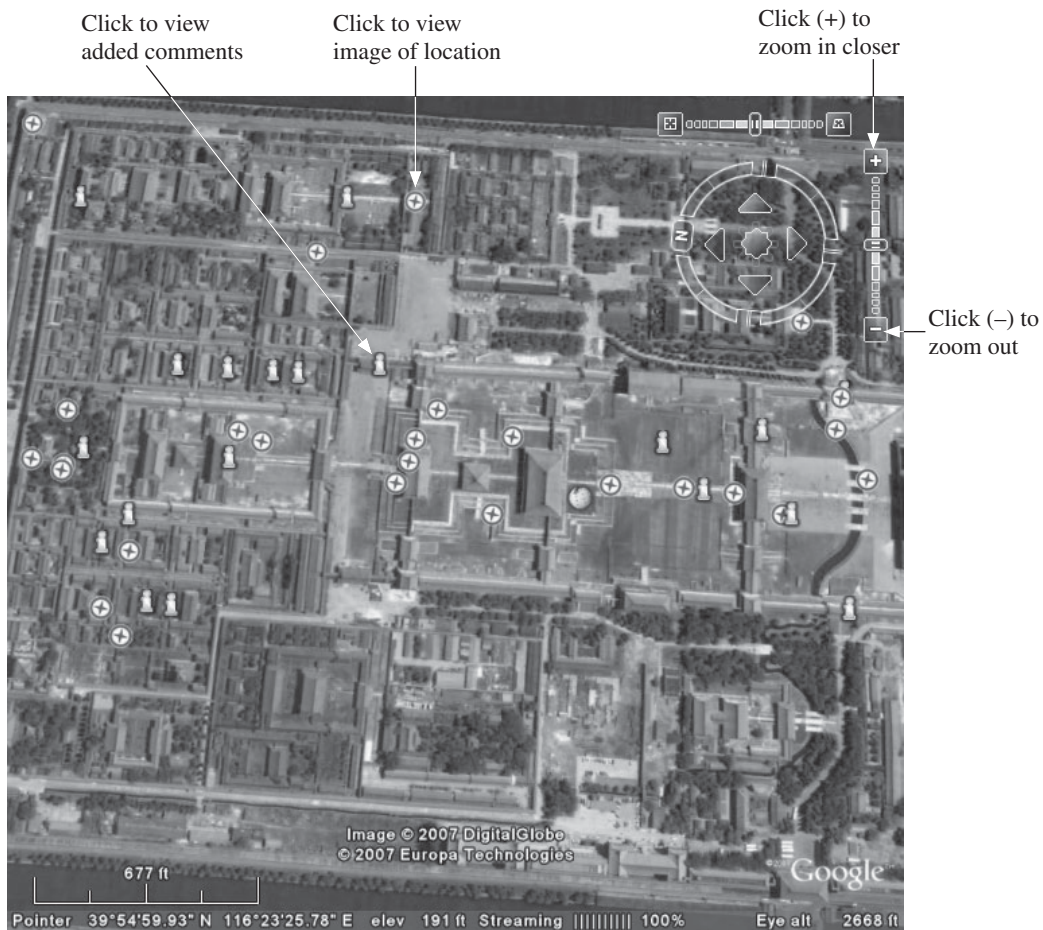 Click to view
added comments
Click to view
image of location
Click (+) to
zoom in closer
+
N
−
Click (–) to
zoom out
Image © 2007 DigitalGlobe
© 2007 Europa Technologies
677 ft
Google
Pointer 39°54'59.93" N 116°23'25.78" E elev 191 ft Streaming |||||||||| 100% Eye alt 2668 ft